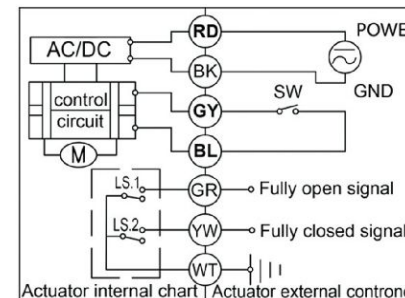 RD
POWE
AC/DC
BK
GND
control
circuit
GY
SW
M
BL
LS.1
GR
Fully open signal
LS.2
YW
Fully closed signal
WT
Actuator internal chart
Actuator external controne